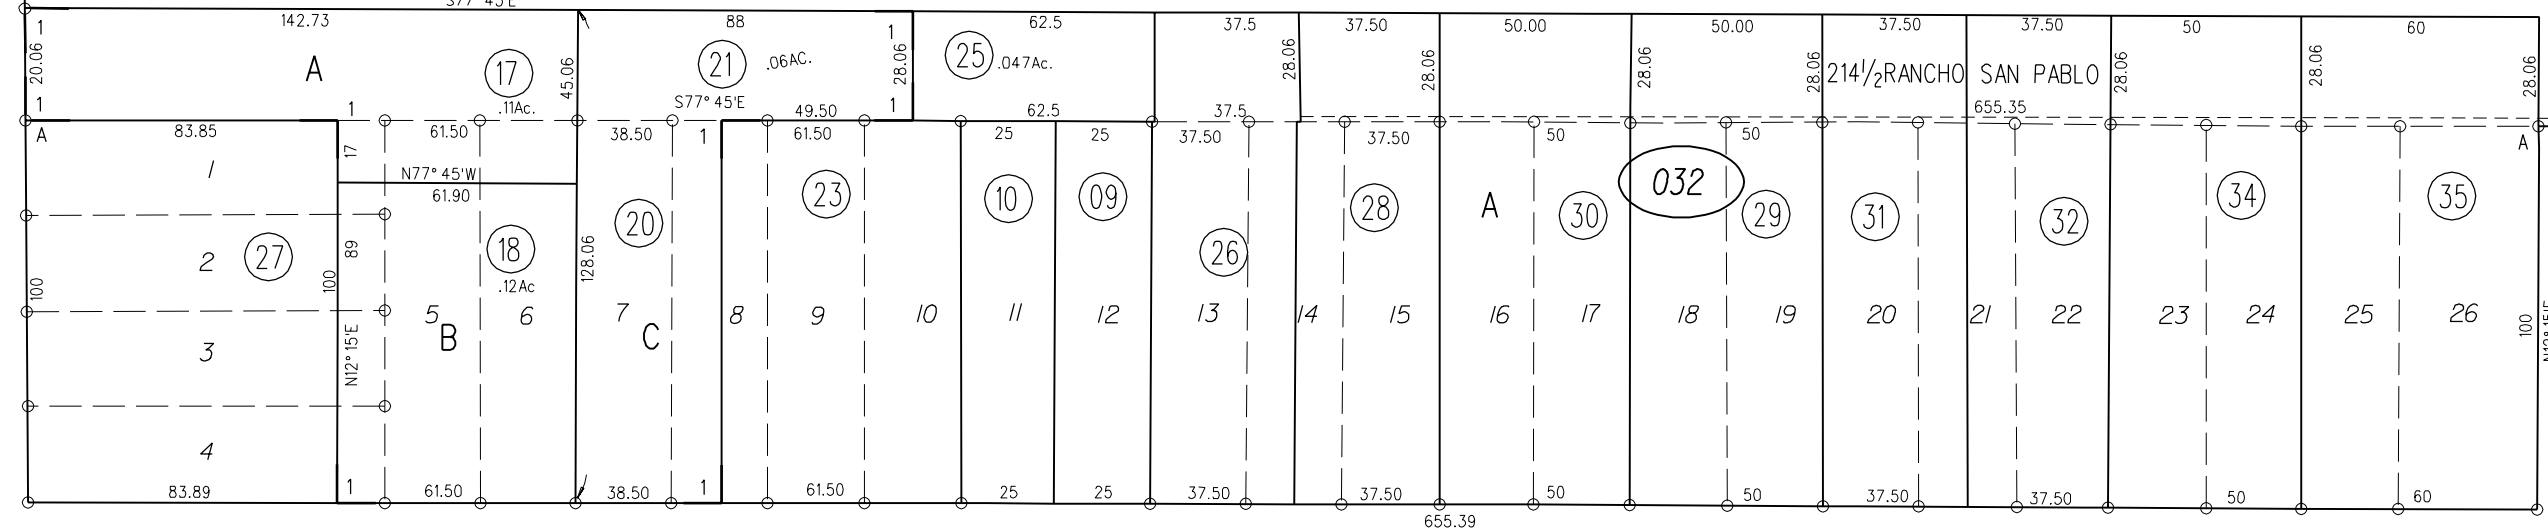 S77°45'E
142.73 88 62.5 37.5 37.50 50.00 50.00 37.50 37.50 50 60
1 1
20.06 A 17 45.06 21 .06AC. 28.06 25 .047Ac. 28.06 28.06 28.06 28.06 214½RANCHO SAN PABLO 28.06 28.06 28.06
1 1 .11Ac. S77°45'E 49.50 1 62.5 37.5 655.35
A 83.85 61.50 38.50 1 61.50 25 25 37.50 37.50 50 50 A
1 17 N77°45'W
61.90
23 10 09 28 A 30 032 29 31 32 34 35
2 27 89 18 20 26
100 100 .12Ac 128.06
5 6 7 8 9 10 11 12 13 14 15 16 17 18 19 20 21 22 23 24 25 26
B C 100
3 N12°15'E N12°15'E
4
83.89 1 61.50 38.50 1 61.50 25 25 37.50 37.50 50 50 37.50 37.50 50 60
655.39